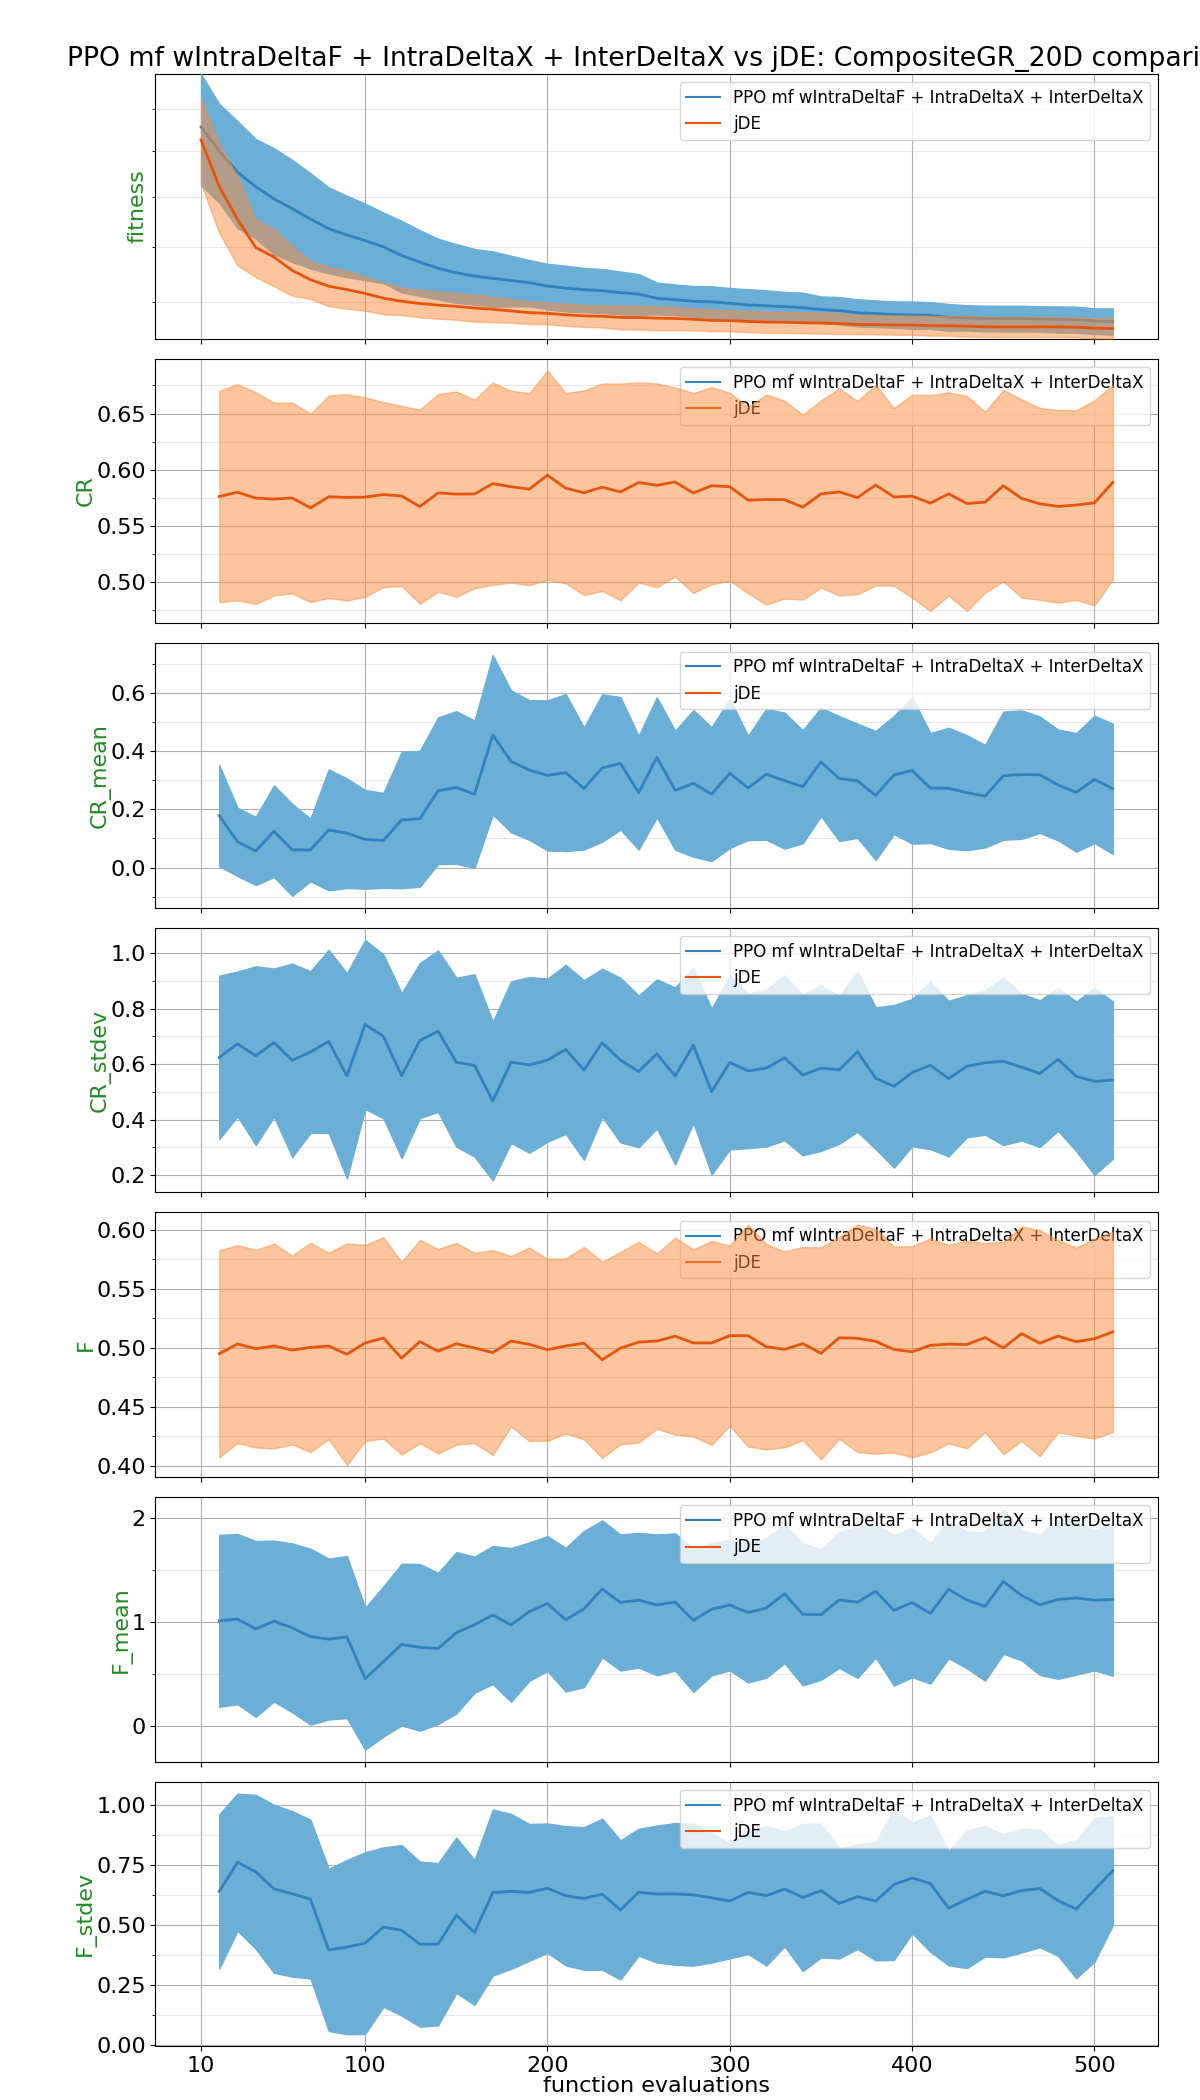 PPO mf wIntraDeltaF + IntraDeltaX + InterDeltaX vs jDE: CompositeGR_20D compari
fitness
PPO mf wIntraDeltaF + IntraDeltaX + InterDeltaX
jDE
CR
0.65
0.60
0.55
0.50
PPO mf wIntraDeltaF + IntraDeltaX + InterDeltaX
jDE
CR_mean
0.6
0.4
0.2
0.0
PPO mf wIntraDeltaF + IntraDeltaX + InterDeltaX
jDE
CR_stdev
1.0
0.8
0.6
0.4
0.2
PPO mf wIntraDeltaF + IntraDeltaX + InterDeltaX
jDE
F
0.60
0.55
0.50
0.45
0.40
PPO mf wIntraDeltaF + IntraDeltaX + InterDeltaX
jDE
F_mean
2
1
0
PPO mf wIntraDeltaF + IntraDeltaX + InterDeltaX
jDE
F_stdev
1.00
0.75
0.50
0.25
0.00
PPO mf wIntraDeltaF + IntraDeltaX + InterDeltaX
jDE
10 100 200 300 400 500
function evaluations